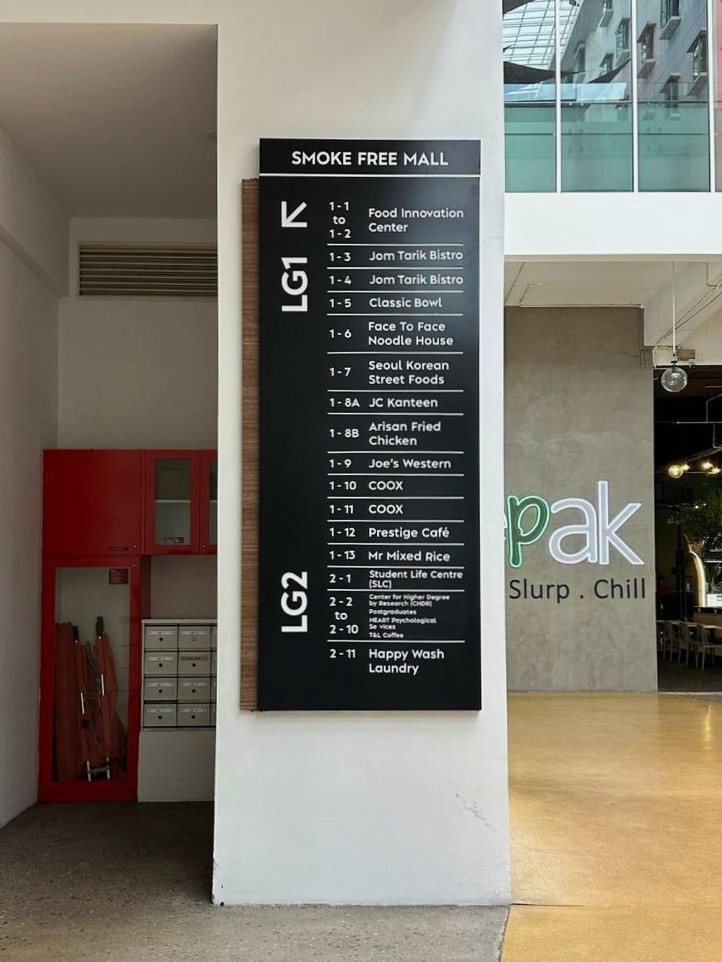 SMOKE FREE MALL
LG1
1-1
to
1-2
Food Innovation
Center
1-3 Jom Tarik Bistro
1-4 Jom Tarik Bistro
1-5 Classic Bowl
1-6 Face To Face
Noodle House
1-7 Seoul Korean
Street Foods
1-8A JC Kanteen
1-8B Arisan Fried
Chicken
1-9 Joe's Western
1-10 COOX
1-11 COOX
1-12 Prestige Café
1-13 Mr Mixed Rice
LG2
2-1 Student Life Centre
(SLC)
2-2
to
2-10
Center for Higher Degree
by Research (CHDR)
Postgraduates
HEART Psychological
Se vices
T&L Coffee
2-11 Happy Wash
Laundry
pak
Slurp . Chill